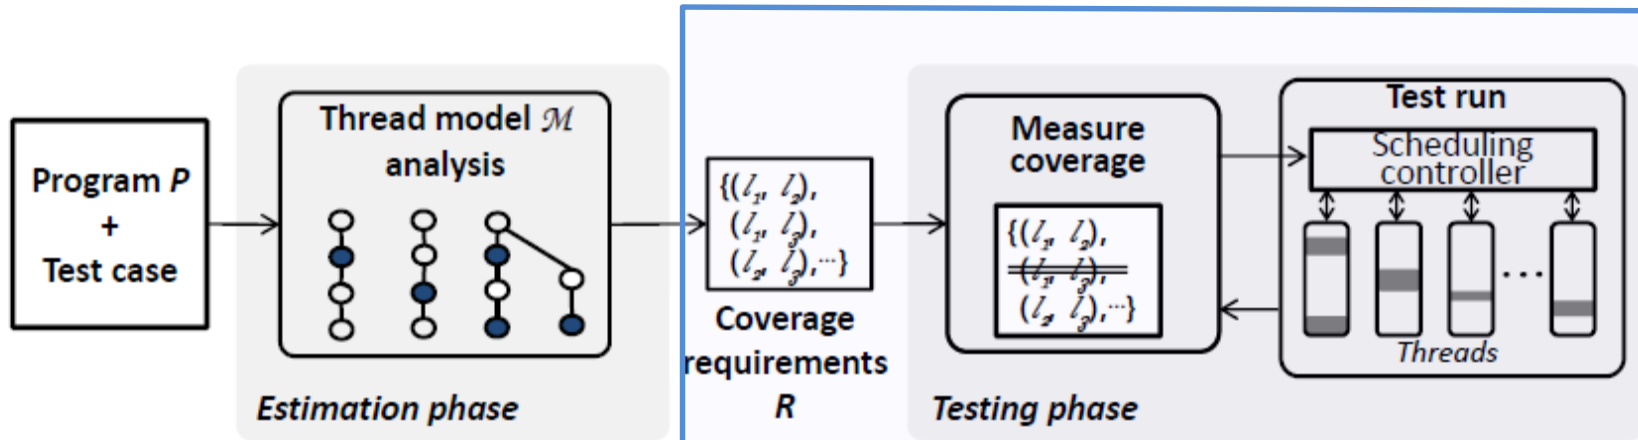 Program P
+
Test case
Thread model ℳ
analysis
Estimation phase
{(l₁, l₂),
(l₁, l₃),
(l₂, l₃),…}
Coverage
requirements
R
Measure
coverage
{(l₁, l₂),
(l₁, l₃),
(l₂, l₃),…}
Testing phase
Test run
Scheduling
controller
...
Threads